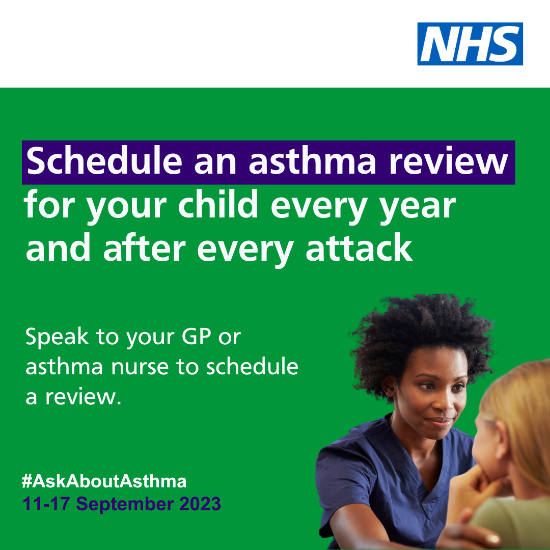 NHS
Schedule an asthma review
for your child every year
and after every attack
Speak to your GP or
asthma nurse to schedule
a review.
#AskAboutAsthma
11-17 September 2023